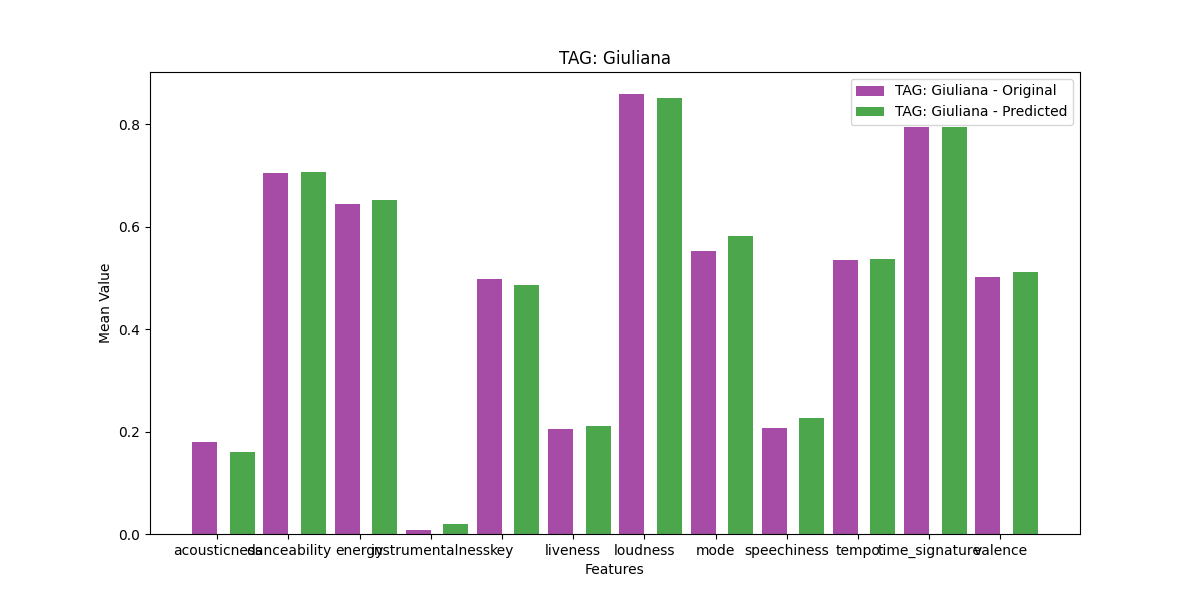 TAG: Giuliana
TAG: Giuliana - Original
TAG: Giuliana - Predicted
Mean Value
0.8
0.6
0.4
0.2
0.0
acousticness danceability energy instrumentalness key liveness loudness mode speechiness tempo time_signature valence
Features